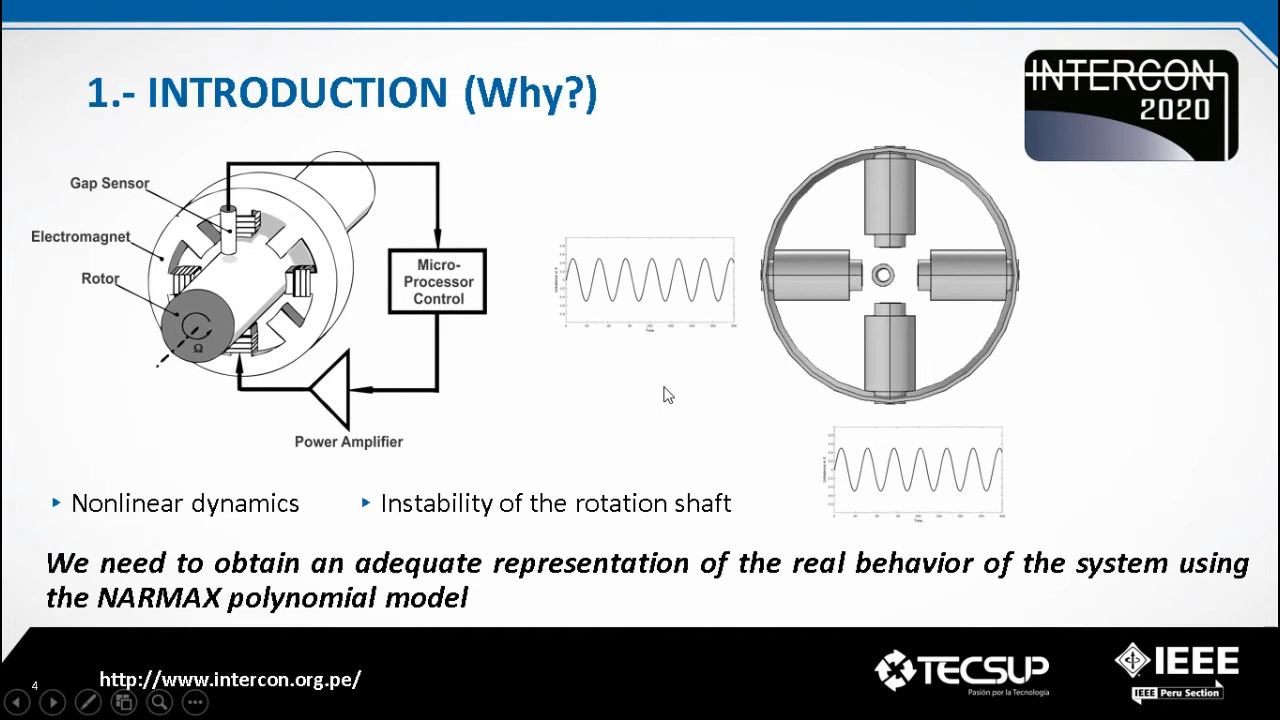 1.- INTRODUCTION (Why?)
INTERCON
2020
Gap Sensor
Electromagnet
Rotor
Ω
Micro-
Processor
Control
Power Amplifier
Time
Time
‣ Nonlinear dynamics
‣ Instability of the rotation shaft
We need to obtain an adequate representation of the real behavior of the system using
the NARMAX polynomial model
4
http://www.intercon.org.pe/
TECSUP
Pasión por la Tecnología
IEEE
IEEE Peru Section